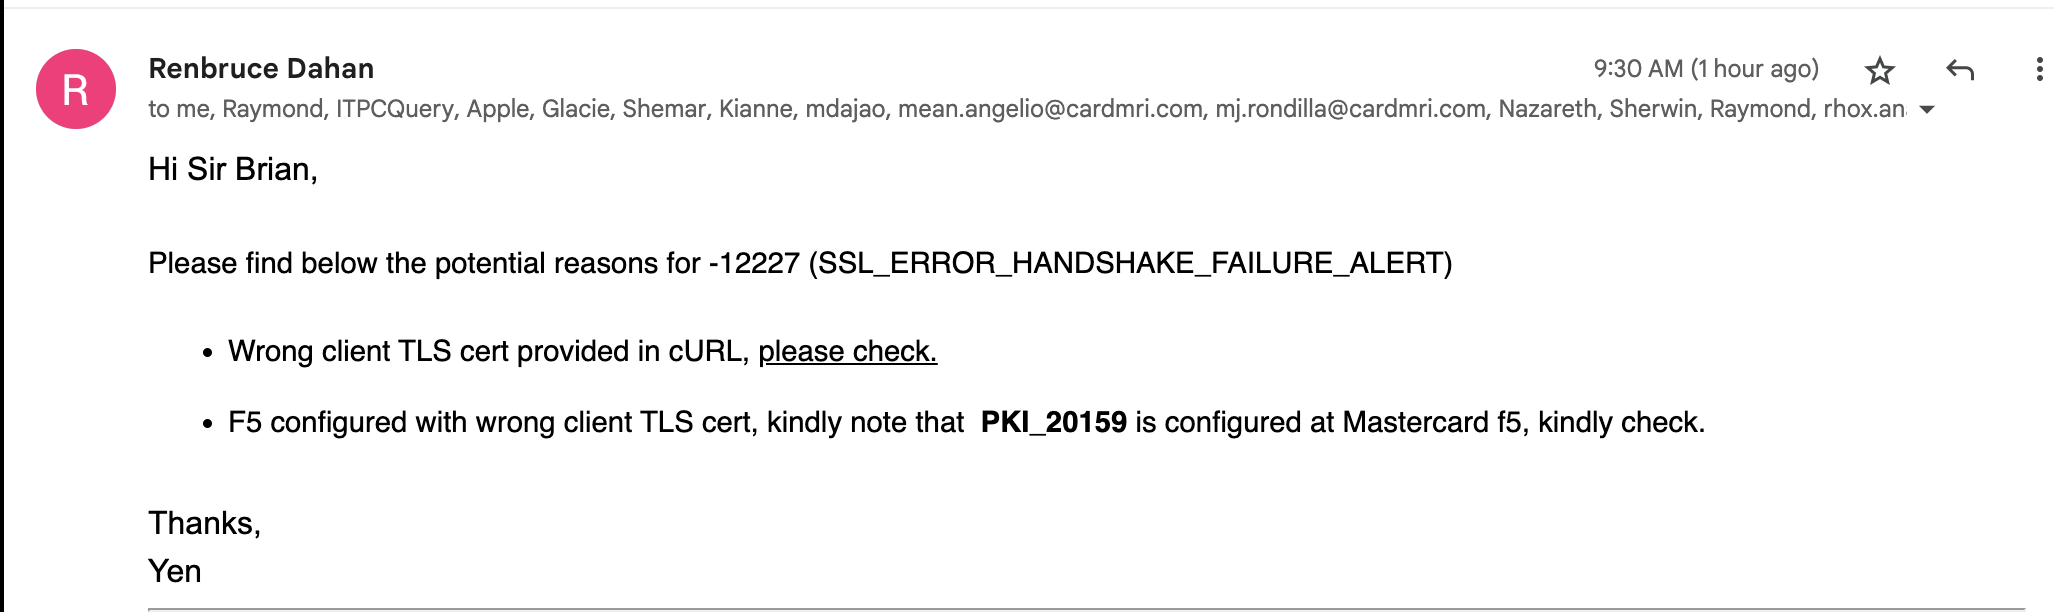 R
Renbruce Dahan
9:30 AM (1 hour ago)
to me, Raymond, ITPCQuery, Apple, Glacie, Shemar, Kianne, mdajao, mean.angelio@cardmri.com, mj.rondilla@cardmri.com, Nazareth, Sherwin, Raymond, rhox.an
Hi Sir Brian,
Please find below the potential reasons for -12227 (SSL_ERROR_HANDSHAKE_FAILURE_ALERT)
• Wrong client TLS cert provided in cURL, please check.
• F5 configured with wrong client TLS cert, kindly note that PKI_20159 is configured at Mastercard f5, kindly check.
Thanks,
Yen